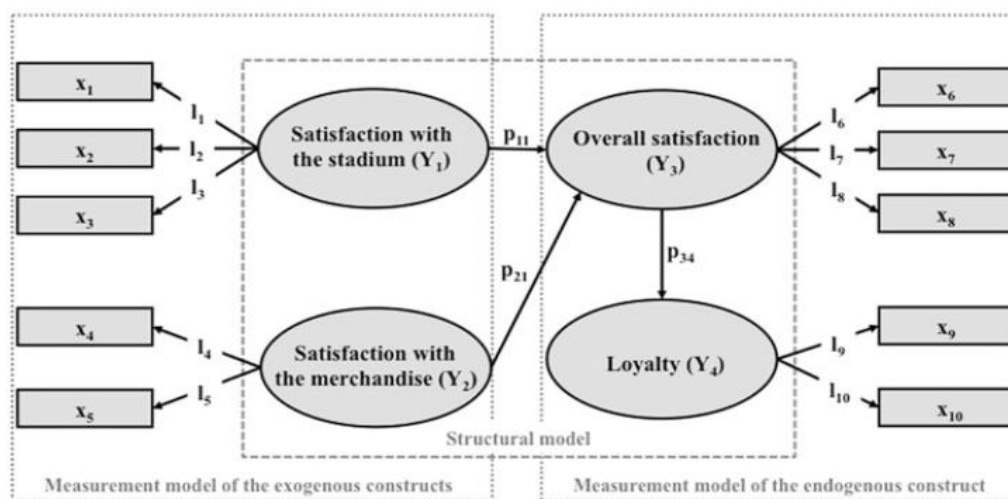 x₁
l₁
x₂
l₂
x₃
l₃
Satisfaction with
the stadium (Y₁)
p₁₁
Overall satisfaction
(Y₃)
l₆
x₆
l₇
x₇
l₈
x₈
p₂₁
p₃₄
x₄
l₄
x₅
l₅
Satisfaction with
the merchandise (Y₂)
Loyalty (Y₄)
l₉
x₉
l₁₀
x₁₀
Structural model
Measurement model of the exogenous constructs
Measurement model of the endogenous construct